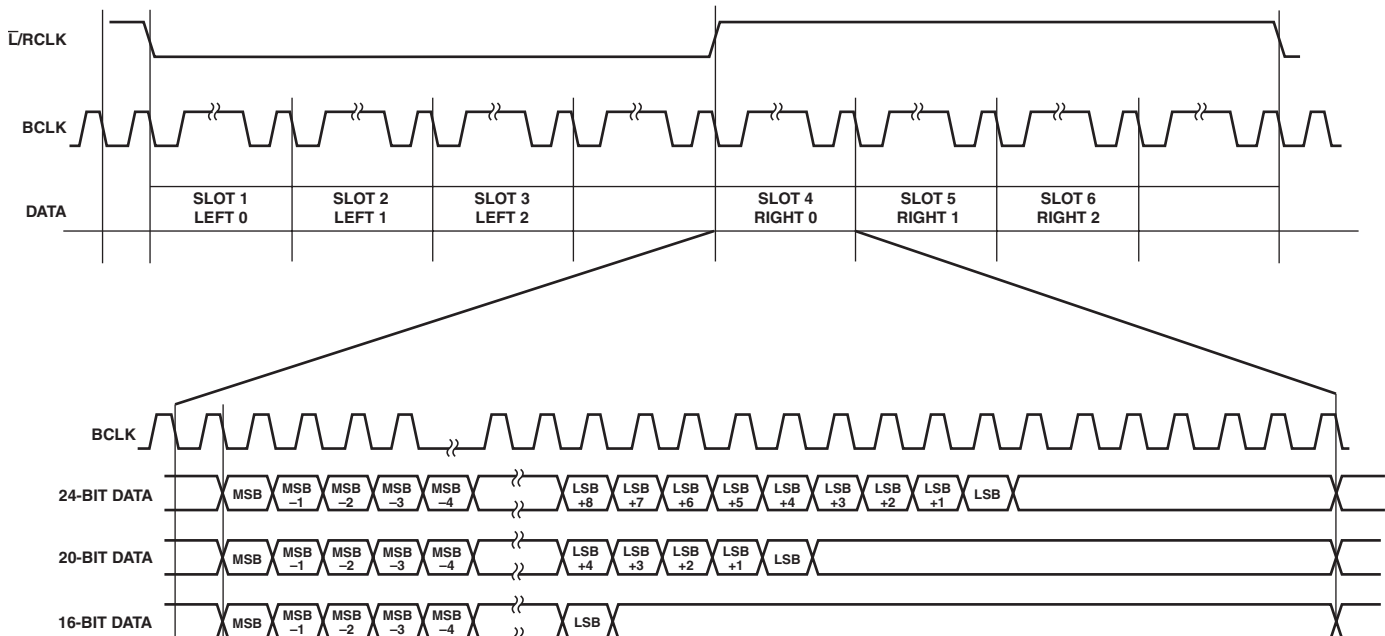 L̅/RCLK
BCLK
DATA
SLOT 1 LEFT 0
SLOT 2 LEFT 1
SLOT 3 LEFT 2
SLOT 4 RIGHT 0
SLOT 5 RIGHT 1
SLOT 6 RIGHT 2
BCLK
24-BIT DATA MSB MSB –1 MSB –2 MSB –3 MSB –4 LSB +8 LSB +7 LSB +6 LSB +5 LSB +4 LSB +3 LSB +2 LSB +1 LSB
20-BIT DATA MSB MSB –1 MSB –2 MSB –3 MSB –4 LSB +4 LSB +3 LSB +2 LSB +1 LSB
16-BIT DATA MSB MSB –1 MSB –2 MSB –3 MSB –4 LSB